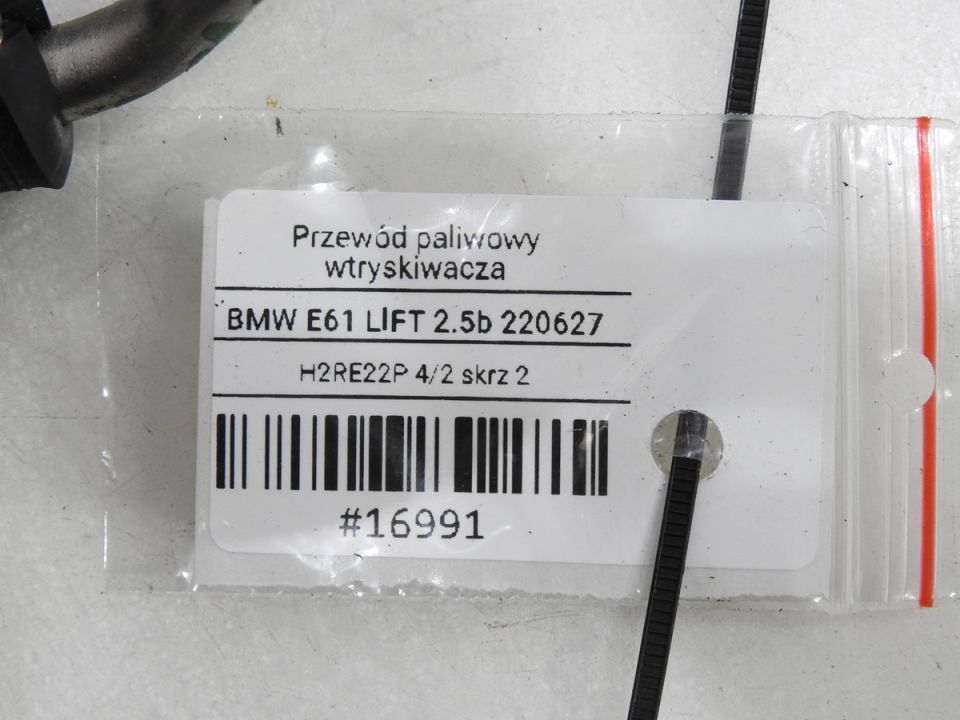 Przewód paliwowy
wtryskiwacza
BMW E61 LIFT 2.5b 220627
H2RE22P 4/2 skrz 2
#16991